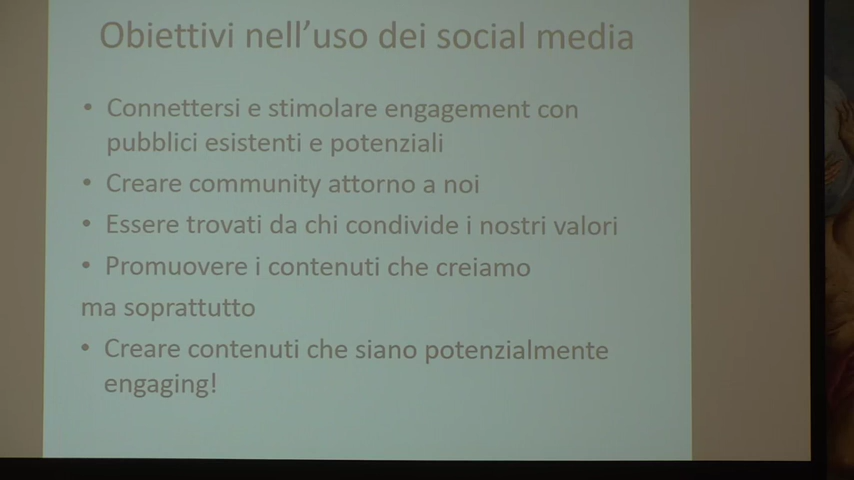 Obiettivi nell'uso dei social media
• Connettersi e stimolare engagement con
pubblici esistenti e potenziali
• Creare community attorno a noi
• Essere trovati da chi condivide i nostri valori
• Promuovere i contenuti che creiamo
ma soprattutto
• Creare contenuti che siano potenzialmente
engaging!